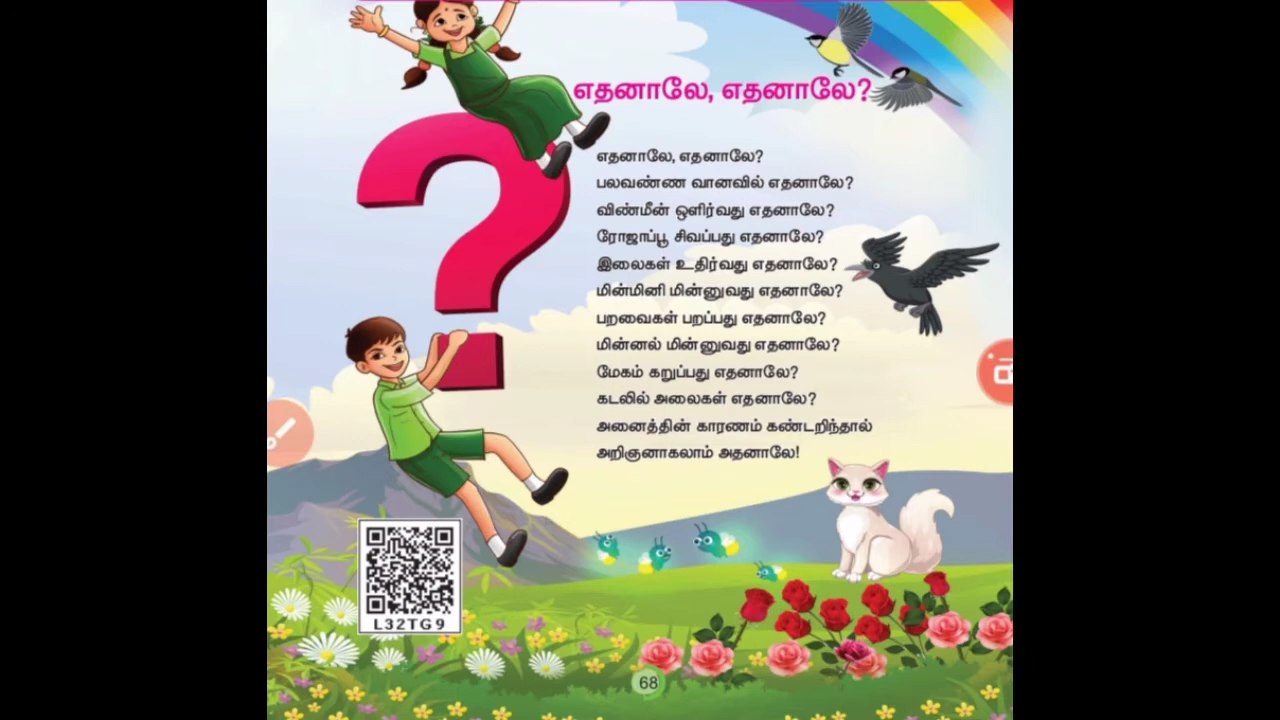 எதனாலே, எதனாலே?
எதனாலே, எதனாலே?
பலவண்ண வானவில் எதனாலே?
விண்மீன் ஒளிர்வது எதனாலே?
ரோஜாப்பூ சிவப்பது எதனாலே?
இலைகள் உதிர்வது எதனாலே?
மின்மினி மின்னுவது எதனாலே?
பறவைகள் பறப்பது எதனாலே?
மின்னல் மின்னுவது எதனாலே?
மேகம் கறுப்பது எதனாலே?
கடலில் அலைகள் எதனாலே?
அனைத்தின் காரணம் கண்டறிந்தால்
அறிஞனாகலாம் அதனாலே!
L32TG9
68